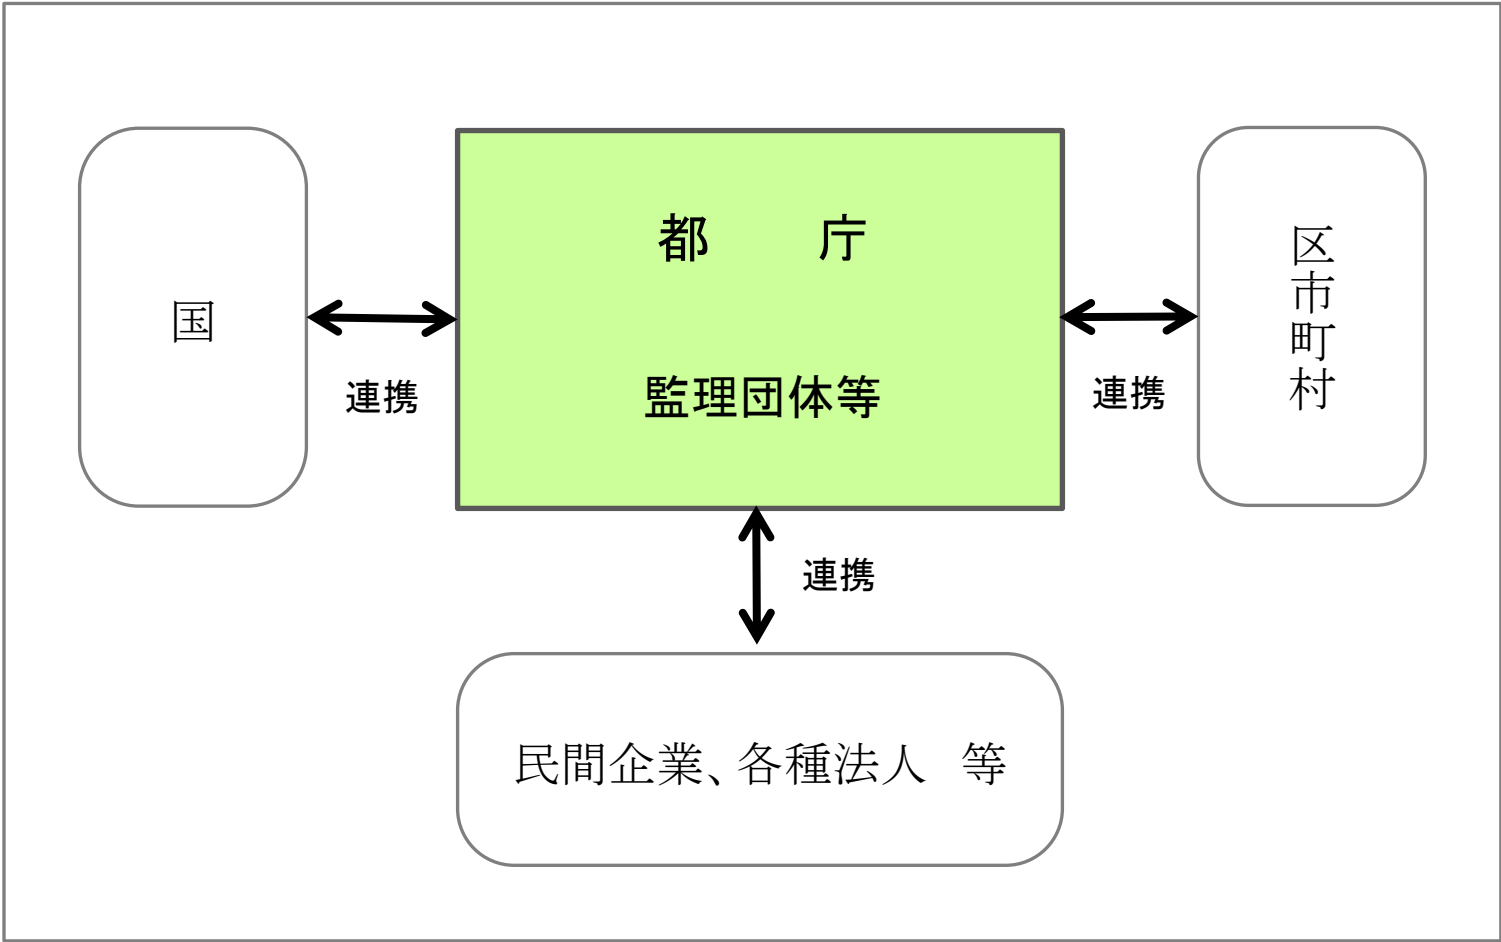 都　　庁
監理団体等
国
連携
連携
区市町村
連携
民間企業、各種法人　等